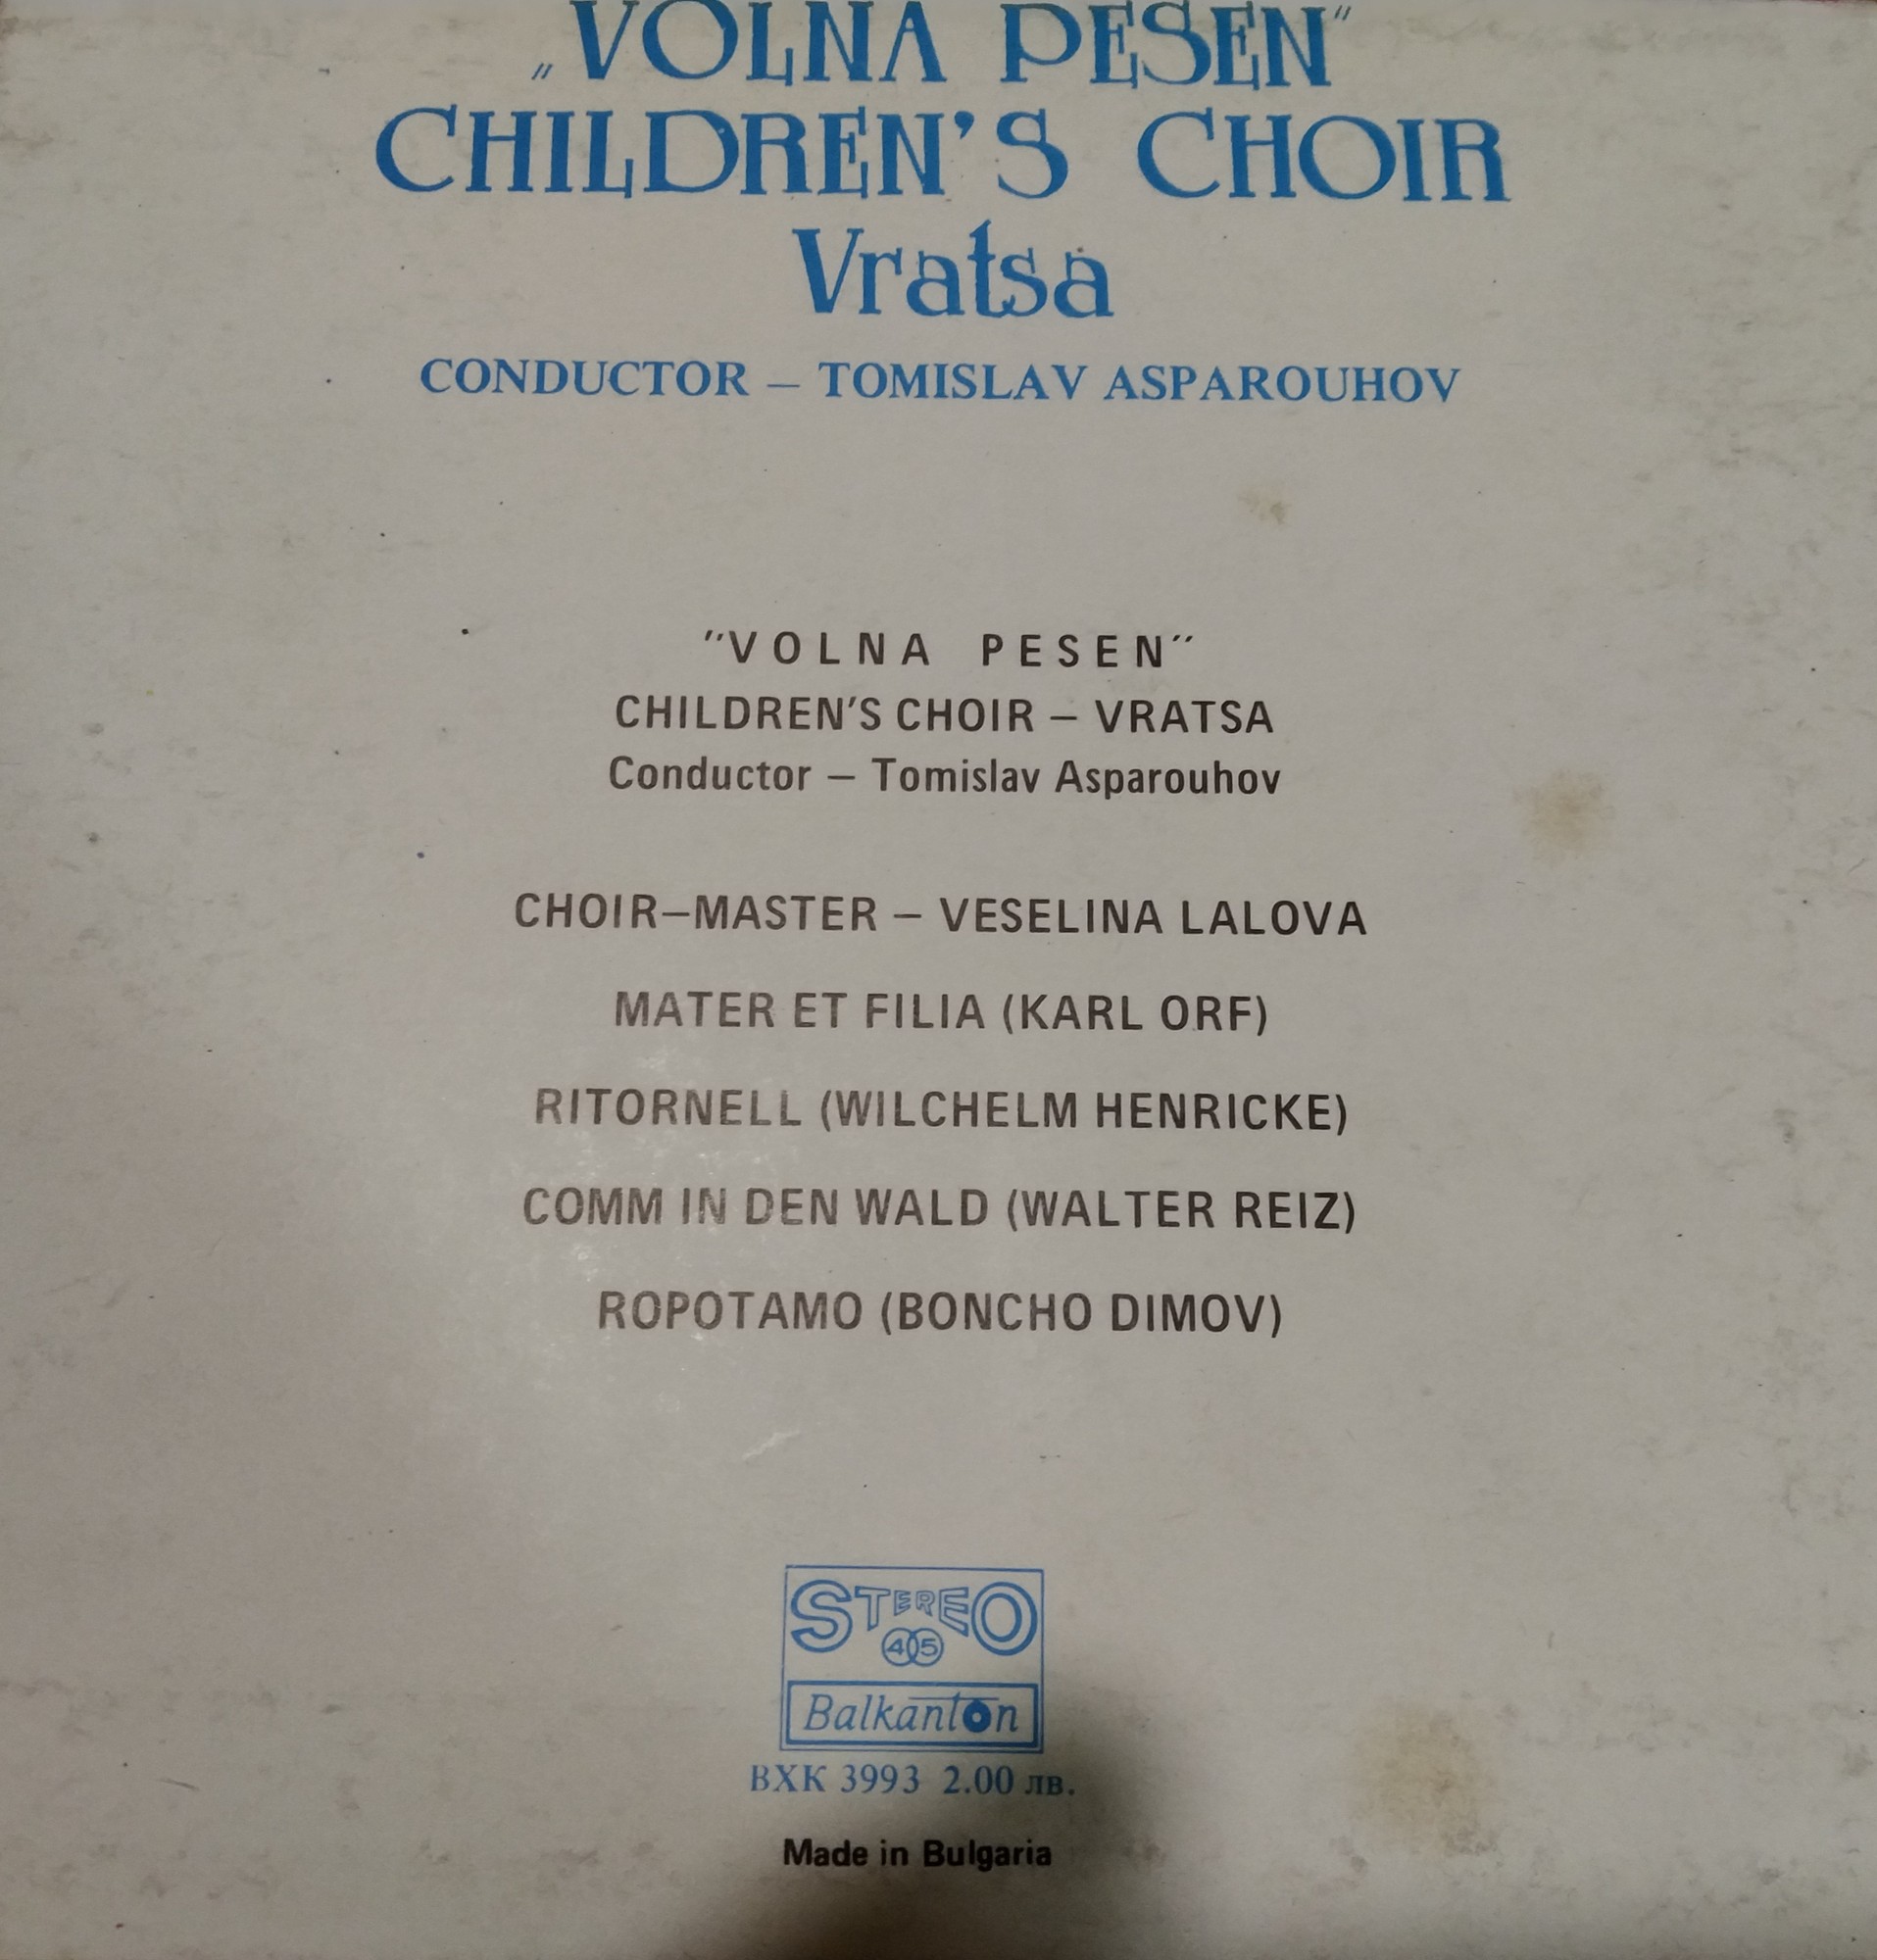 „VOLNA PESEN”
CHILDREN'S CHOIR
Vratsa
CONDUCTOR – TOMISLAV ASPAROUHOV
"VOLNA PESEN"
CHILDREN'S CHOIR – VRATSA
Conductor – Tomislav Asparouhov
CHOIR–MASTER – VESELINA LALOVA
MATER ET FILIA (KARL ORF)
RITORNELL (WILCHELM HENRICKE)
COMM IN DEN WALD (WALTER REIZ)
ROPOTAMO (BONCHO DIMOV)
STEREO
45
Balkanton
ВХК 3993 2.00 лв.
Made in Bulgaria